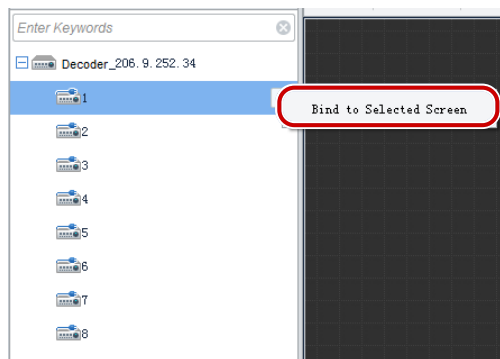 Enter Keywords
Decoder_206.9.252.34
1
Bind to Selected Screen
2
3
4
5
6
7
8